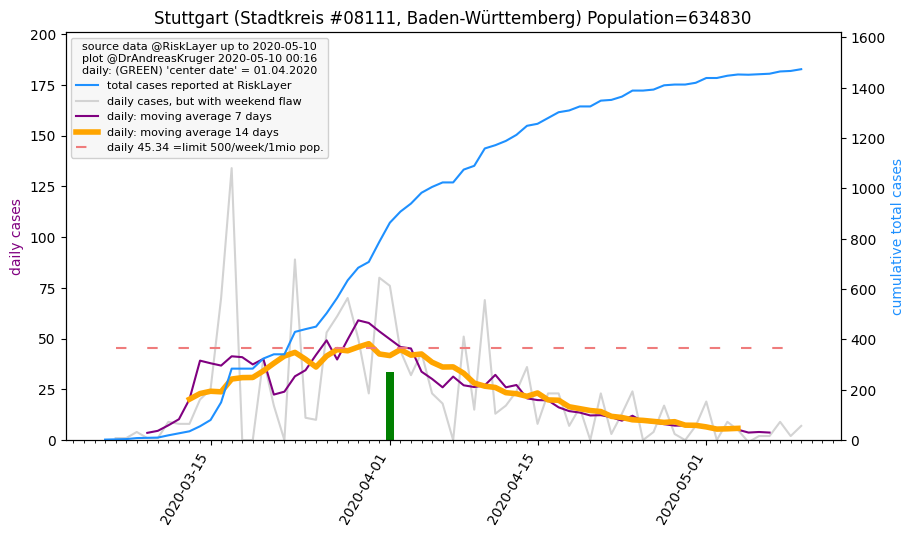 Stuttgart (Stadtkreis #08111, Baden-Württemberg) Population=634830
source data @RiskLayer up to 2020-05-10
plot @DrAndreasKruger 2020-05-10 00:16
daily: (GREEN) 'center date' = 01.04.2020
total cases reported at RiskLayer
daily cases, but with weekend flaw
daily: moving average 7 days
daily: moving average 14 days
daily 45.34 =limit 500/week/1mio pop.
daily cases
200
175
150
125
100
75
50
25
0
1600
1400
1200
1000
800
600
400
200
0
cumulative total cases
2020-03-15
2020-04-01
2020-04-15
2020-05-01